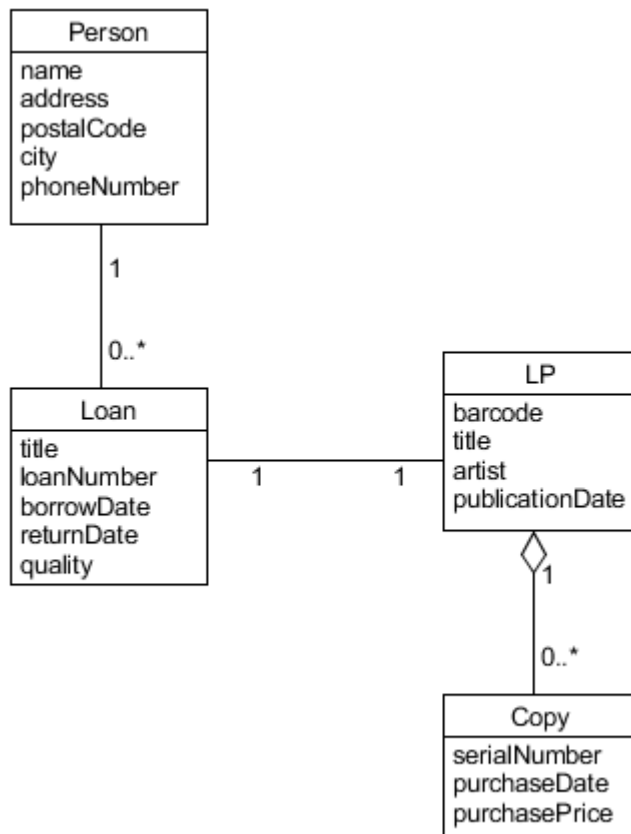 Person
name
address
postalCode
city
phoneNumber
1
0..*
Loan
title
loanNumber
borrowDate
returnDate
quality
1
1
LP
barcode
title
artist
publicationDate
1
0..*
Copy
serialNumber
purchaseDate
purchasePrice